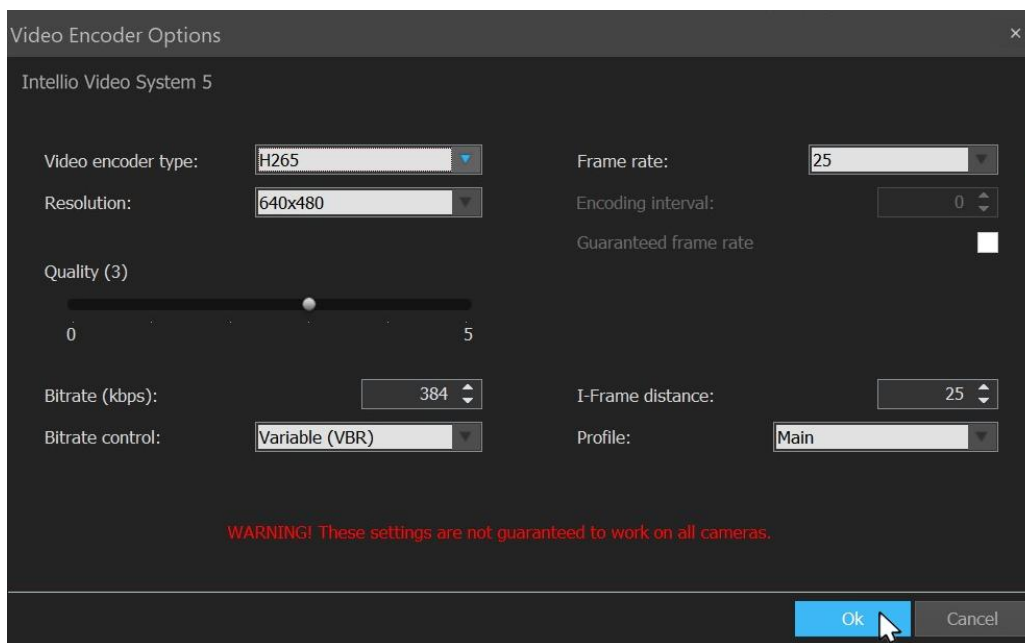 Video Encoder Options
Intellio Video System 5
Video encoder type: H265 Frame rate: 25
Resolution: 640x480 Encoding interval: 0
Guaranteed frame rate
Quality (3)
0 5
Bitrate (kbps): 384 I-Frame distance: 25
Bitrate control: Variable (VBR) Profile: Main
WARNING! These settings are not guaranteed to work on all cameras.
Ok Cancel